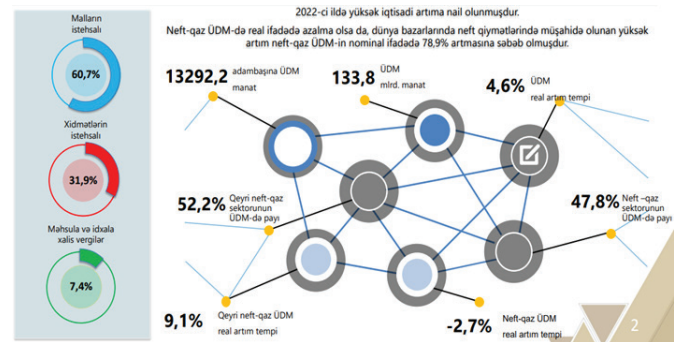 2022-ci ildə yüksək iqtisadi artıma nail olunmuşdur.
Neft-qaz ÜDM-də real ifadədə azalma olsa da, dünya bazarlarında neft qiymətlərində müşahidə olunan yüksək
artım neft-qaz ÜDM-in nominal ifadədə 78,9% artmasına səbəb olmuşdur.
Malların
istehsalı
60,7%
Xidmətlərin
istehsalı
31,9%
Məhsula və idxala
xalis vergilər
7,4%
13292,2 adambaşına ÜDM
manat
133,8 ÜDM
mlrd. manat
4,6% ÜDM
real artım tempi
52,2% Qeyri neft-qaz
sektorunun
ÜDM-də payı
47,8% Neft –qaz
sektorunun
ÜDM-də payı
9,1% Qeyri neft-qaz ÜDM
real artım tempi
-2,7% Neft-qaz ÜDM
real artım tempi
2